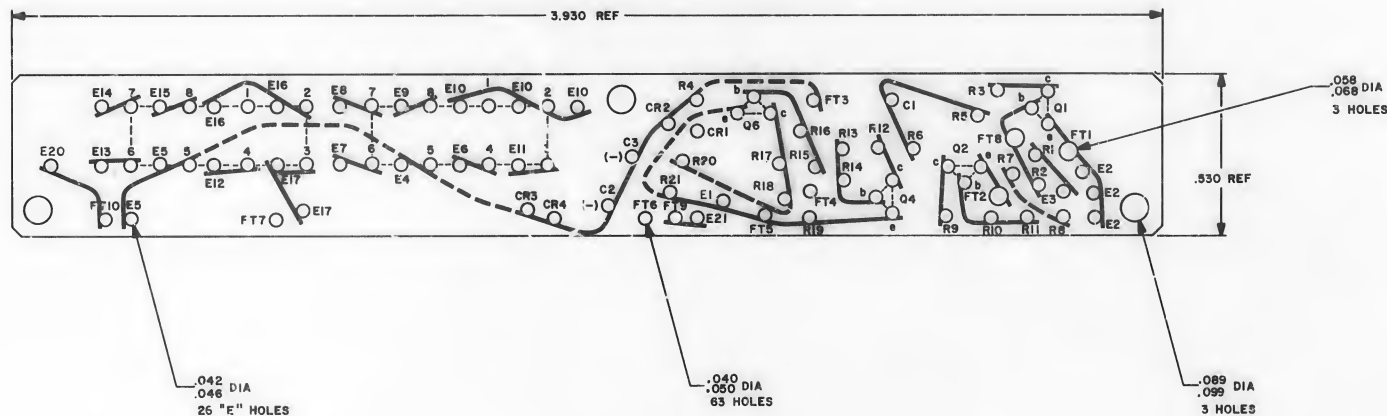 3.930 REF
E14 7 E15 8 E16 I E16 2 E8 7 E9 8 E10 I E10 2 E10
R4 b FT3 C1 R3 c
CR2 CR1 e Q6 c R16 R13 R12 R6 R5 b Q1 e FT8 FT1
C3 (-)
E20 E13 6 E5 5 E12 4 E17 3 E7 6 E4 5 E6 4 E11
R20 R17 R15 R14 c c Q2 e R7 R1
R21 E1 R18 b Q4 b FT2 R2 E3 E2
FT10 E5 FT7 E17 CR3 CR4 C2 (-) FT6 FT9 E21 FT5 FT4 R19 e R9 R10 R11 R8 E2
.058
.068 DIA
3 HOLES
.530 REF
.042 DIA
.046
26 "E" HOLES
.040
.050 DIA
63 HOLES
.089 DIA
.099
3 HOLES